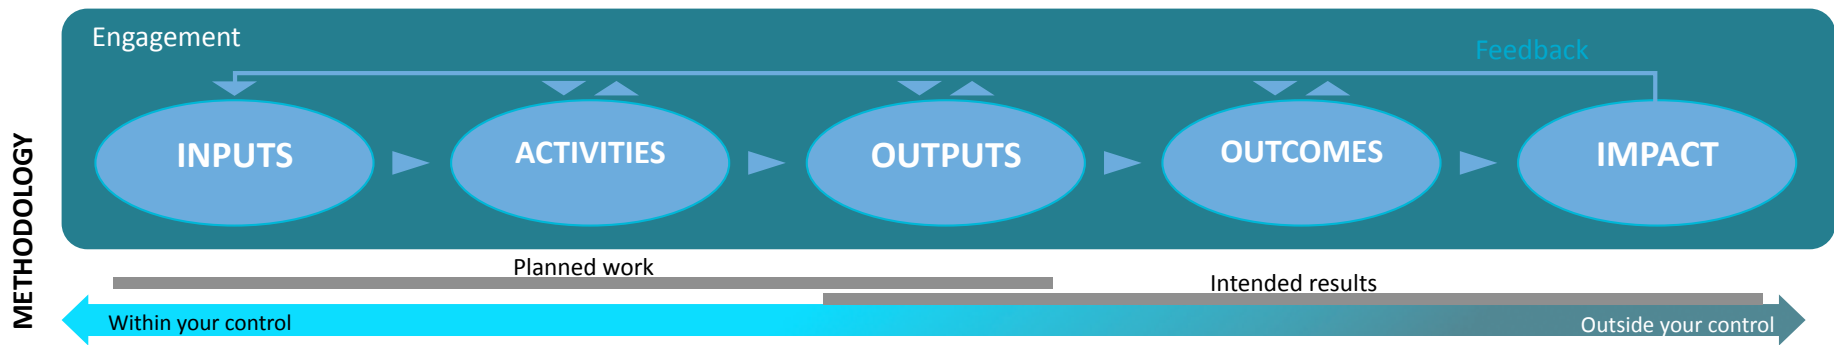 Engagement
Feedback
INPUTS
ACTIVITIES
OUTPUTS
OUTCOMES
IMPACT
METHODOLOGY
Planned work
Intended results
Within your control
Outside your control